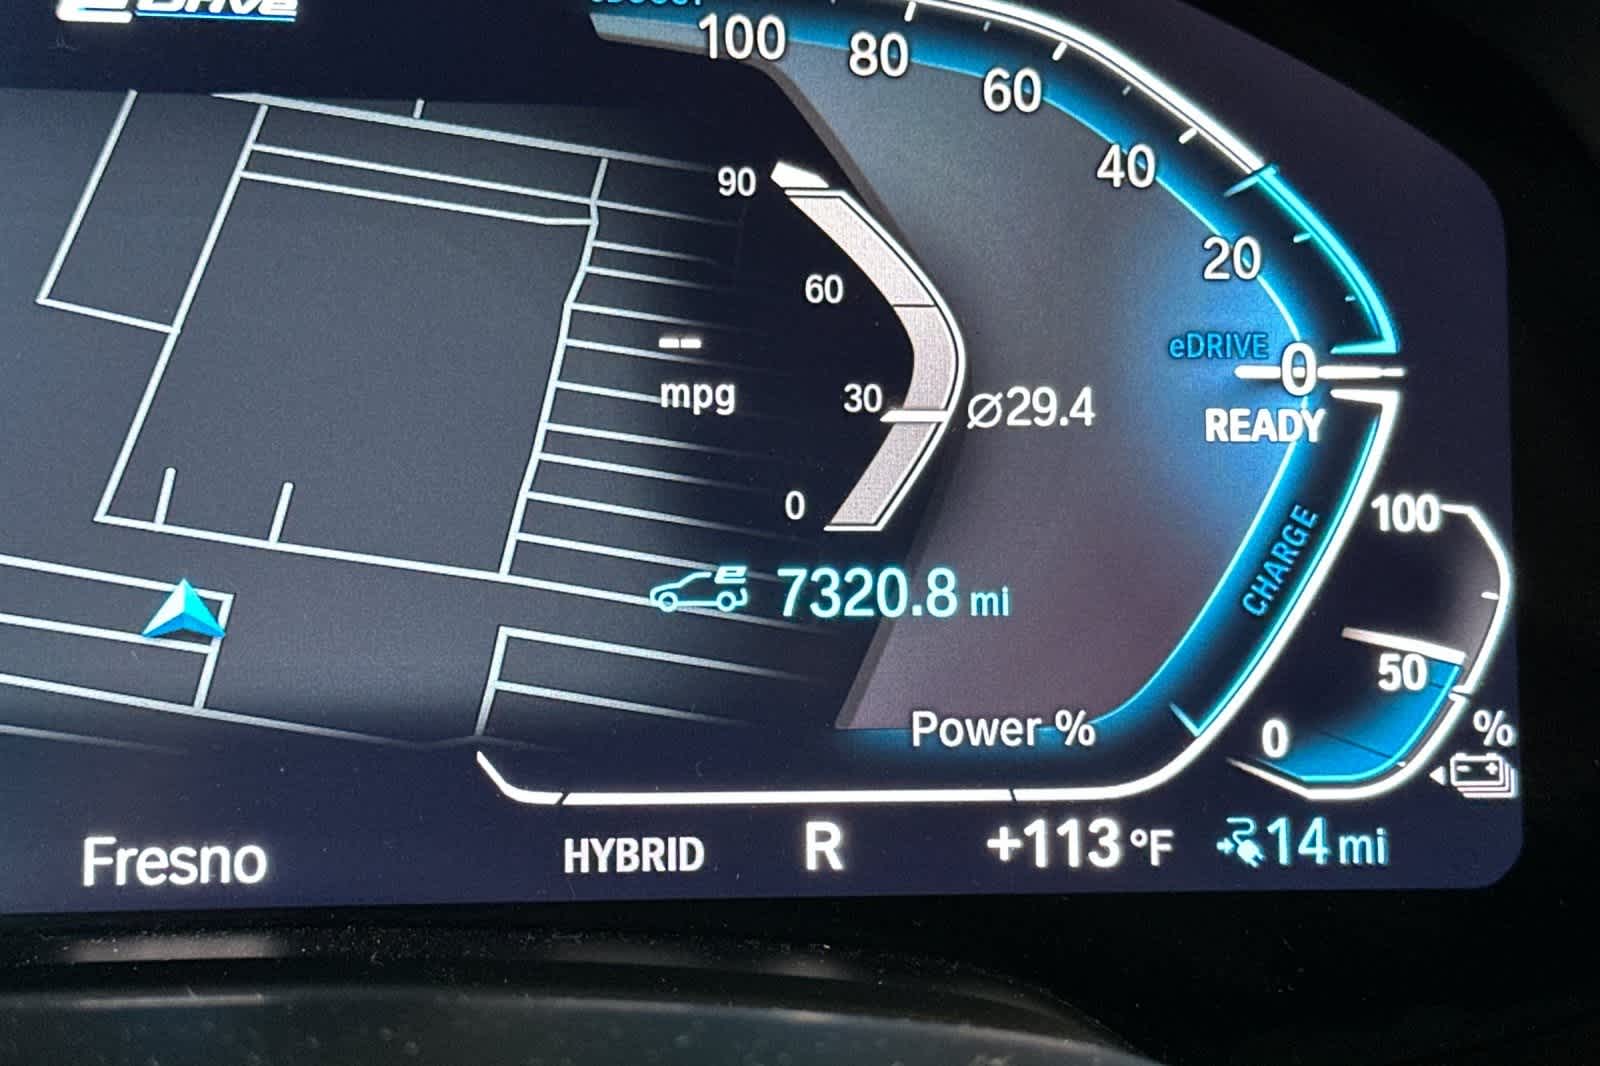 eDrive
100
80
60
40
20
eDRIVE
0
READY
90
60
30
0
--
mpg
⌀29.4
7320.8 mi
CHARGE
Power %
100
50
0
%
Fresno
HYBRID
R
+113 °F
14 mi